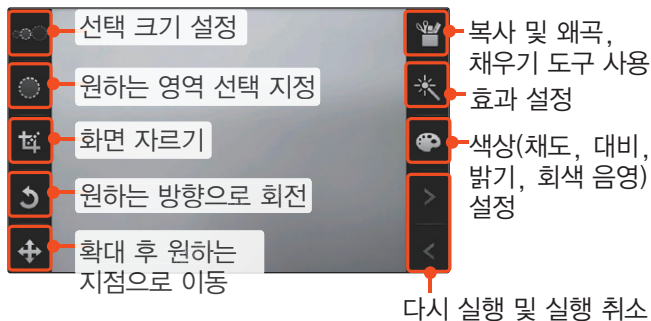 선택 크기 설정
원하는 영역 선택 지정
화면 자르기
원하는 방향으로 회전
확대 후 원하는
지점으로 이동
복사 및 왜곡,
채우기 도구 사용
효과 설정
색상(채도, 대비,
밝기, 회색 음영)
설정
다시 실행 및 실행 취소